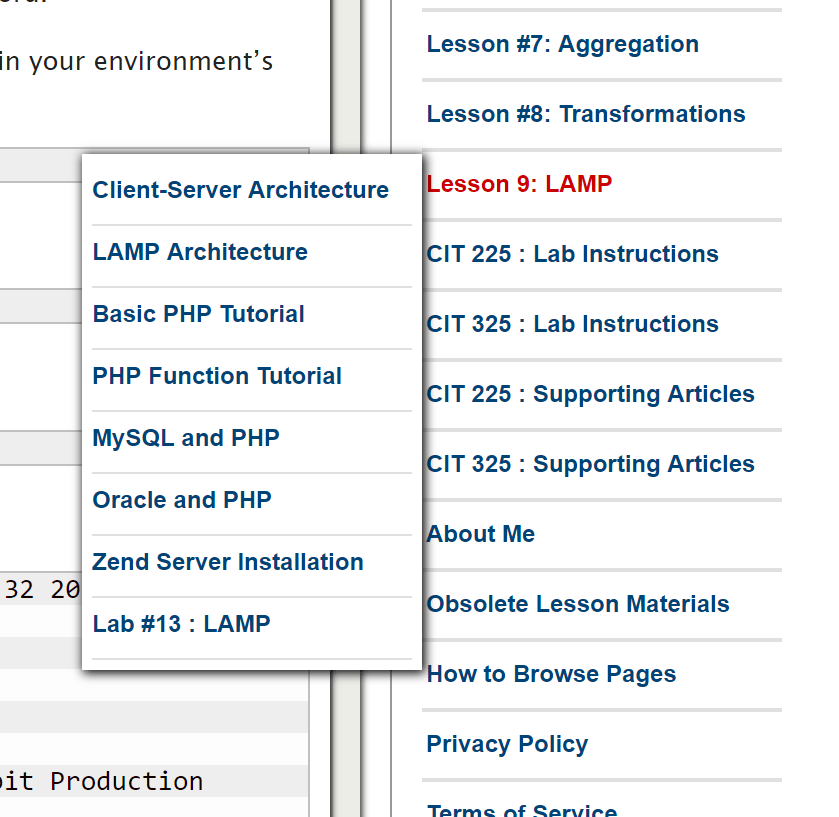 in your environment’s
32 20
Production
Client-Server Architecture
LAMP Architecture
Basic PHP Tutorial
PHP Function Tutorial
MySQL and PHP
Oracle and PHP
Zend Server Installation
Lab #13 : LAMP
Lesson #7: Aggregation
Lesson #8: Transformations
Lesson 9: LAMP
CIT 225 : Lab Instructions
CIT 325 : Lab Instructions
CIT 225 : Supporting Articles
CIT 325 : Supporting Articles
About Me
Obsolete Lesson Materials
How to Browse Pages
Privacy Policy
Terms of Service